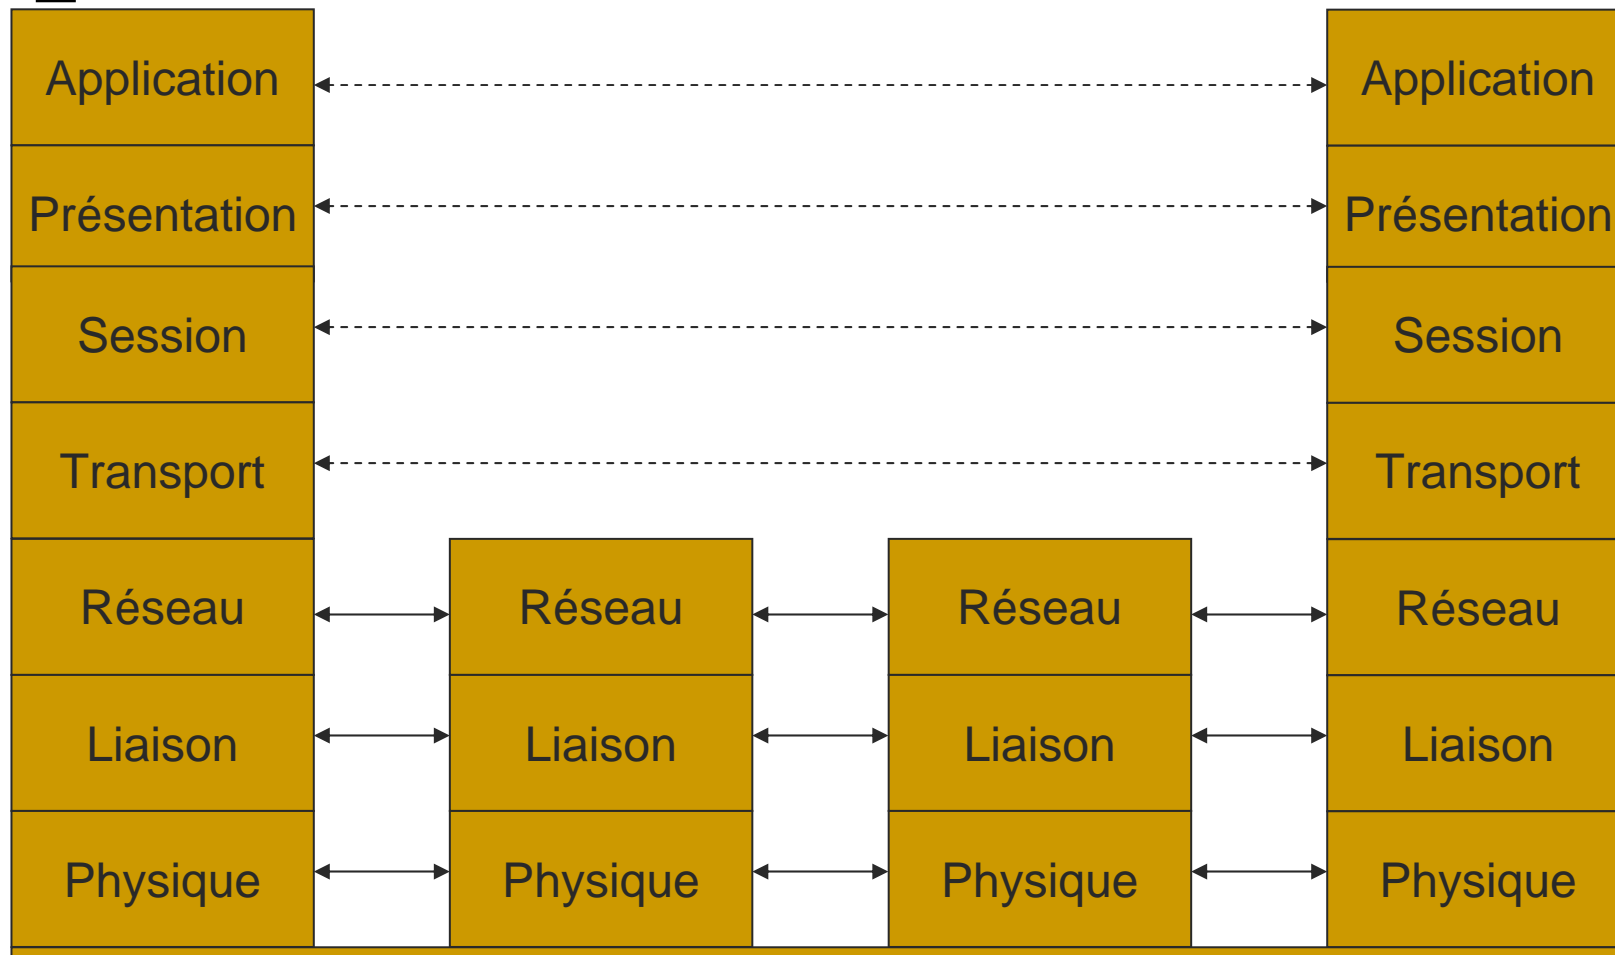 Application
Application
Présentation
Présentation
Session
Session
Transport
Transport
Réseau
Réseau
Réseau
Réseau
Liaison
Liaison
Liaison
Liaison
Physique
Physique
Physique
Physique